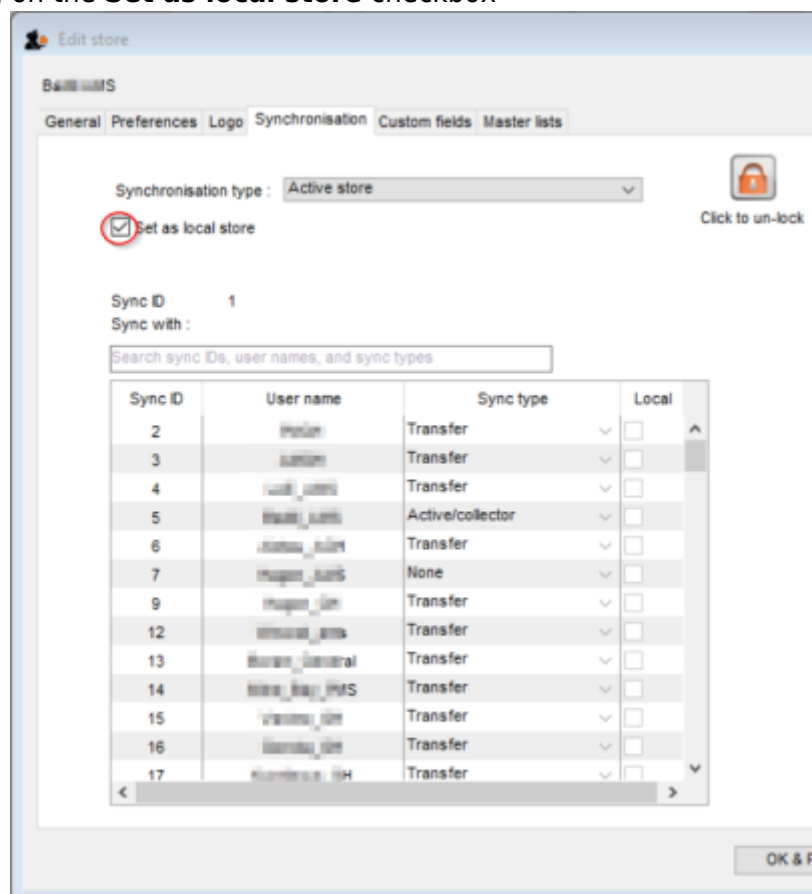 on the Set as local store checkbox
Edit store
General Preferences Logo Synchronisation Custom fields Master lists
Synchronisation type : Active store
Set as local store
Click to un-lock
Sync ID 1
Sync with :
Search sync IDs, user names, and sync types
Sync ID User name Sync type Local
2 Transfer
3 Transfer
4 Transfer
5 Active/collector
6 Transfer
7 None
9 Transfer
12 Transfer
13 Transfer
14 Transfer
15 Transfer
16 Transfer
17 Transfer
OK &